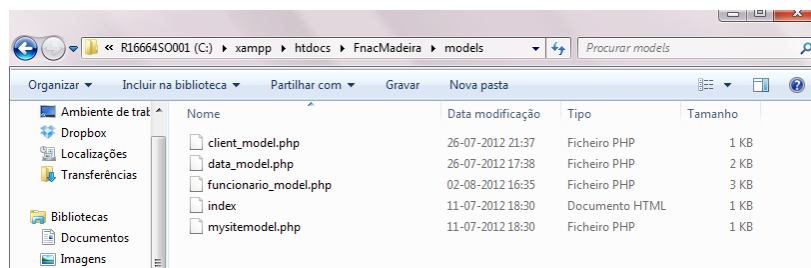 « R16664SO001 (C:) xampp htdocs FnacMadeira models Procurar models
Organizar Incluir na biblioteca Partilhar com Gravar Nova pasta
Ambiente de trab Nome Data modificação Tipo Tamanho
Dropbox client_model.php 26-07-2012 21:37 Ficheiro PHP 1 KB
Localizações data_model.php 26-07-2012 17:38 Ficheiro PHP 2 KB
Transferências funcionario_model.php 02-08-2012 16:35 Ficheiro PHP 3 KB
index 11-07-2012 18:30 Documento HTML 1 KB
Bibliotecas mysitemodel.php 11-07-2012 18:30 Ficheiro PHP 1 KB
Documentos
Imagens